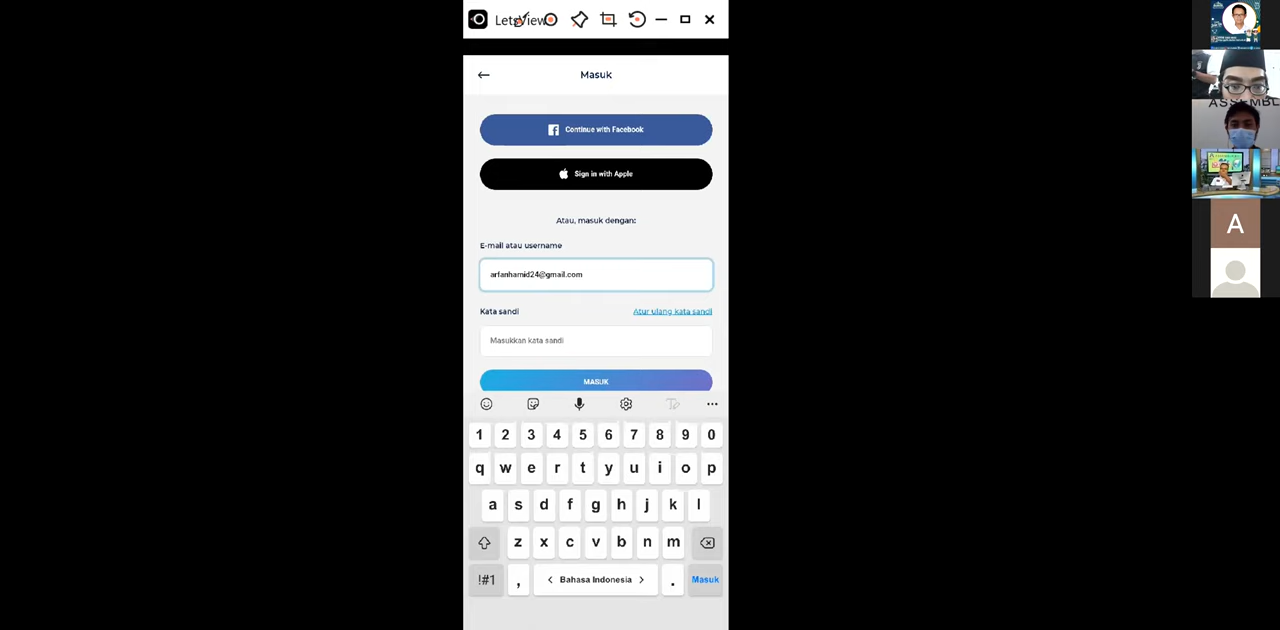 LetsView
Masuk
Continue with Facebook
Sign in with Apple
Atau, masuk dengan:
E-mail atau username
arfanhamid24@gmail.com
Kata sandi
Atur ulang kata sandi
Masukkan kata sandi
MASUK
1 2 3 4 5 6 7 8 9 0
q w e r t y u i o p
a s d f g h j k l
z x c v b n m
!#1 , < Bahasa Indonesia > . Masuk
ASSEMBL
A